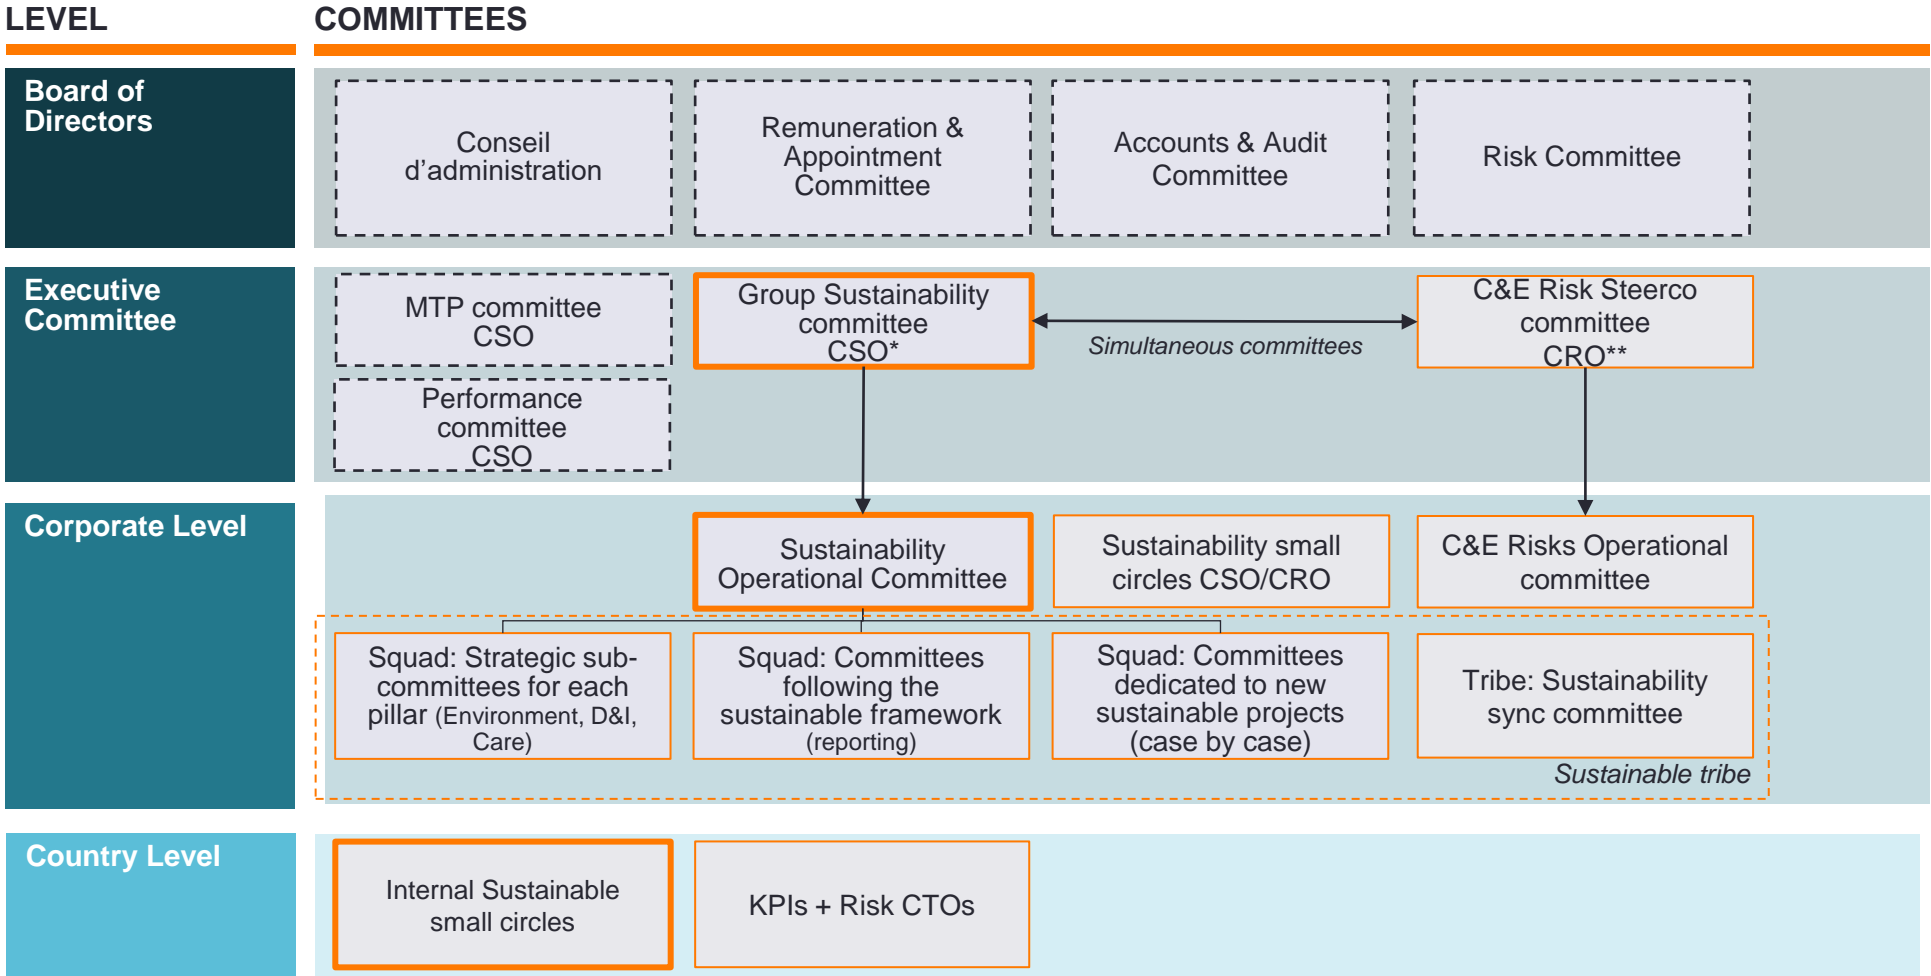 LEVEL
COMMITTEES
Board of
Directors
Conseil
d’administration
Remuneration &
Appointment
Committee
Accounts & Audit
Committee
Risk Committee
Executive
Committee
MTP committee
CSO
Performance
committee
CSO
Group Sustainability
committee
CSO*
Simultaneous committees
C&E Risk Steerco
committee
CRO**
Corporate Level
Sustainability
Operational Committee
Sustainability small
circles CSO/CRO
C&E Risks Operational
committee
Squad: Strategic sub-
committees for each
pillar (Environment, D&I,
Care)
Squad: Committees
following the
sustainable framework
(reporting)
Squad: Committees
dedicated to new
sustainable projects
(case by case)
Tribe: Sustainability
sync committee
Sustainable tribe
Country Level
Internal Sustainable
small circles
KPIs + Risk CTOs